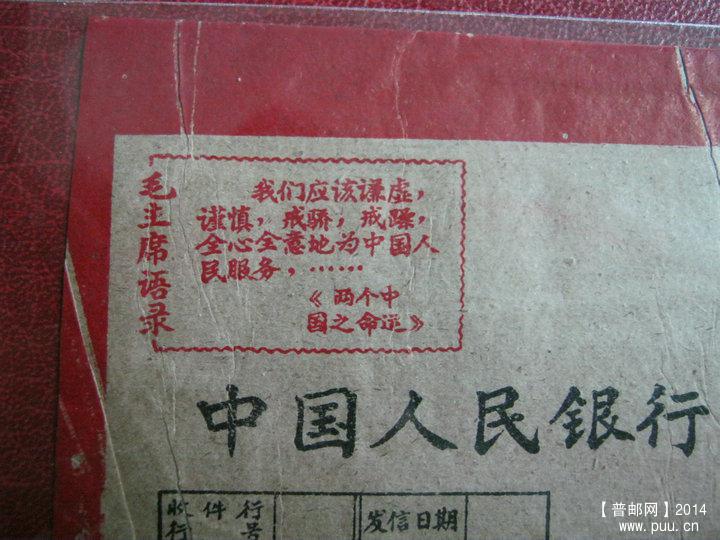 毛主席语录
我们应该谦虚，
谨慎，戒骄，戒躁，
全心全意地为中国人
民服务，……
《两个中
国之命运》
中国人民银行
收件行
行号
发信日期
【普邮网】2014
www.puu.cn